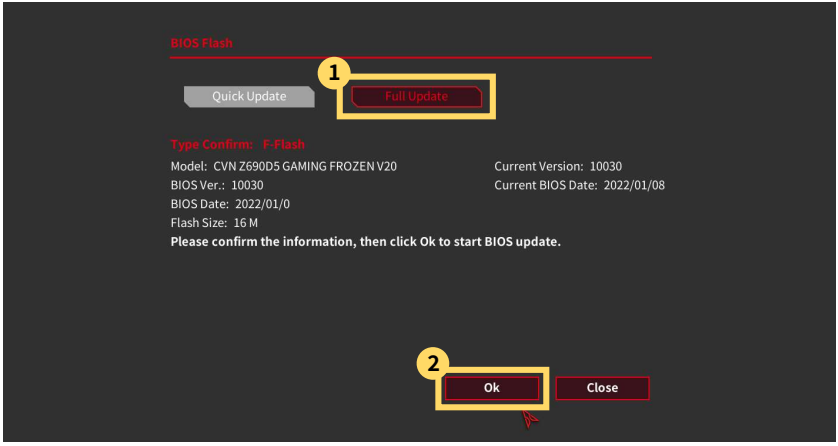 BIOS Flash
1
Quick Update
Full Update
Type Confirm: F-Flash
Model: CVN Z690D5 GAMING FROZEN V20
Current Version: 10030
BIOS Ver.: 10030
Current BIOS Date: 2022/01/08
BIOS Date: 2022/01/0
Flash Size: 16 M
Please confirm the information, then click Ok to start BIOS update.
2
Ok
Close